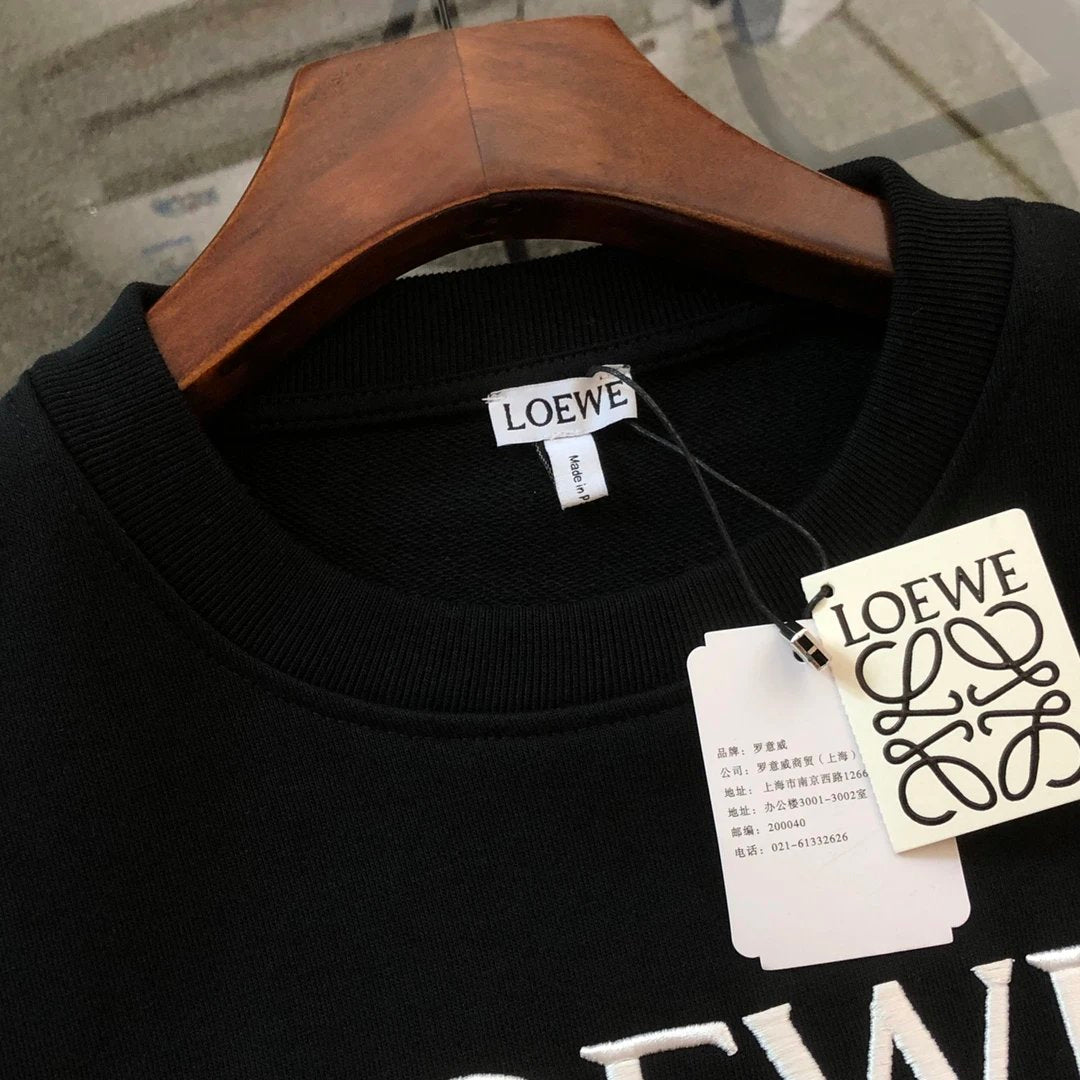 LOEWE
Made in P
LOEWE
品牌: 罗意威
公司: 罗意威商贸(上海)
地址: 上海市南京西路1266
地址: 办公楼3001-3002室
邮编: 200040
电话: 021-61332626
OEWE